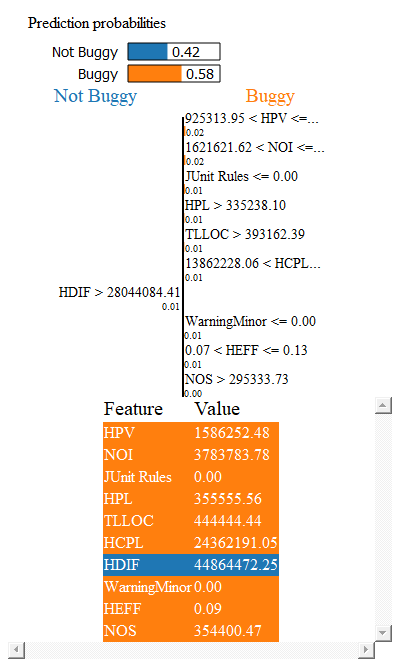 Prediction probabilities
Not Buggy 0.42
Buggy 0.58
Not Buggy Buggy
925313.95 < HPV <=...
0.02
1621621.62 < NOI <=...
0.02
JUnit Rules <= 0.00
0.01
HPL > 335238.10
0.01
TLLOC > 393162.39
0.01
13862228.06 < HCPL...
0.01
HDIF > 28044084.41
0.01
WarningMinor <= 0.00
0.01
0.07 < HEFF <= 0.13
0.01
NOS > 295333.73
0.00
Feature Value
HPV 1586252.48
NOI 3783783.78
JUnit Rules 0.00
HPL 355555.56
TLLOC 444444.44
HCPL 24362191.05
HDIF 44864472.25
WarningMinor 0.00
HEFF 0.09
NOS 354400.47